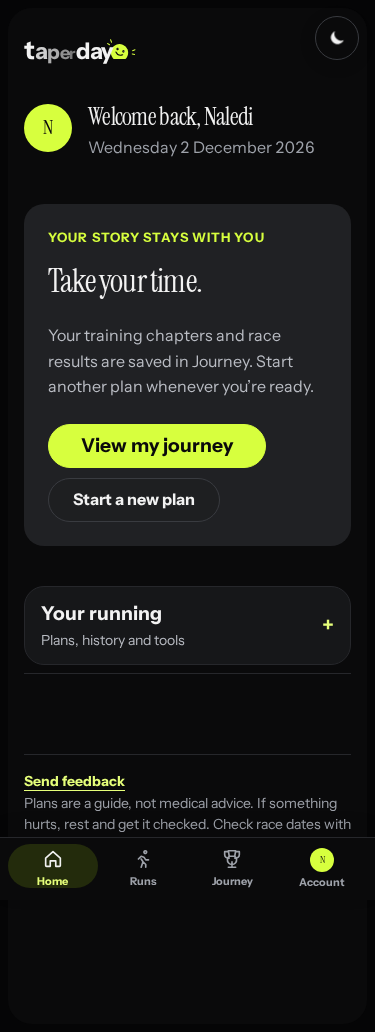 taperday
N
Welcome back, Naledi
Wednesday 2 December 2026
YOUR STORY STAYS WITH YOU
Take your time.
Your training chapters and race
results are saved in Journey. Start
another plan whenever you’re ready.
View my journey
Start a new plan
Your running
+
Plans, history and tools
Send feedback
Plans are a guide, not medical advice. If something
hurts, rest and get it checked. Check race dates with
N
Home
Runs
Journey
Account